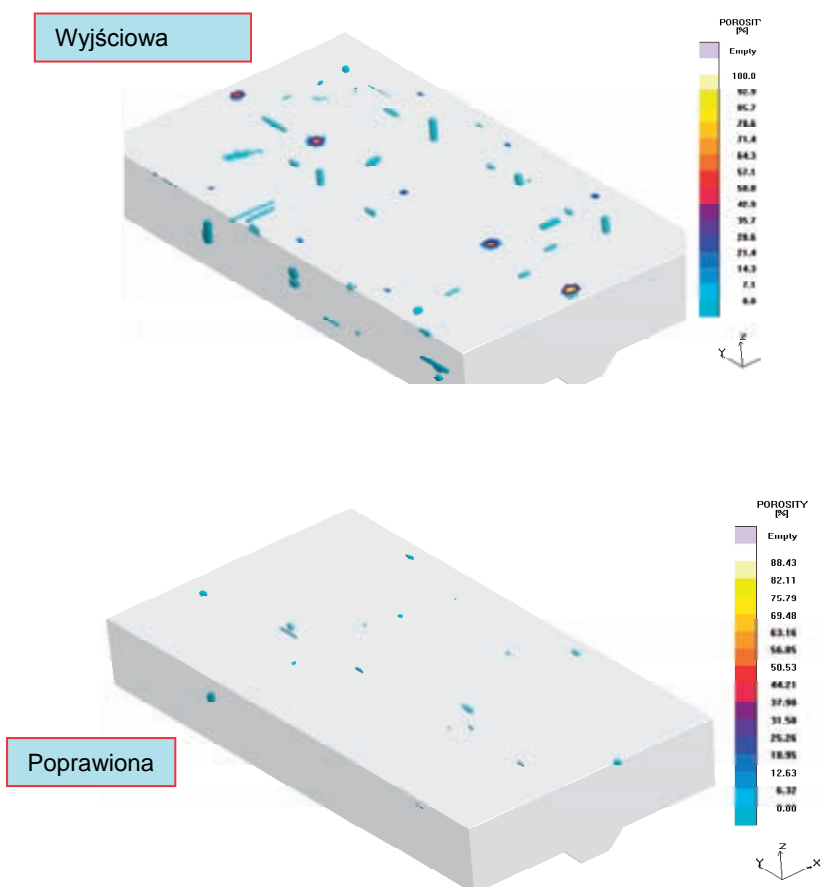 Wyjściowa
POROSIT
[%]
Empty
100.0
92.9
85.7
78.6
71.4
64.3
57.1
50.0
42.9
35.7
28.6
21.4
14.3
7.1
0.0
Z
Y
POROSITY
[%]
Empty
88.43
82.11
75.79
69.48
63.16
56.85
50.53
44.21
37.90
31.58
25.26
18.95
12.63
6.32
0.00
Poprawiona
Z
Y
X